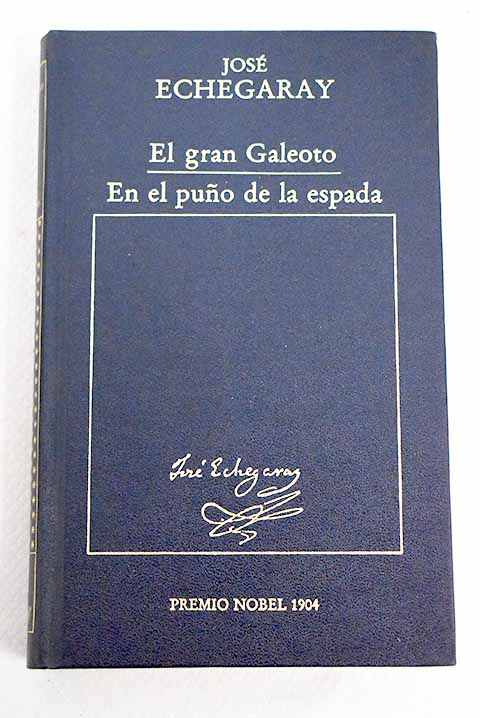 JOSÉ
ECHEGARAY
El gran Galeoto
En el puño de la espada
José Echegaray
PREMIO NOBEL 1904